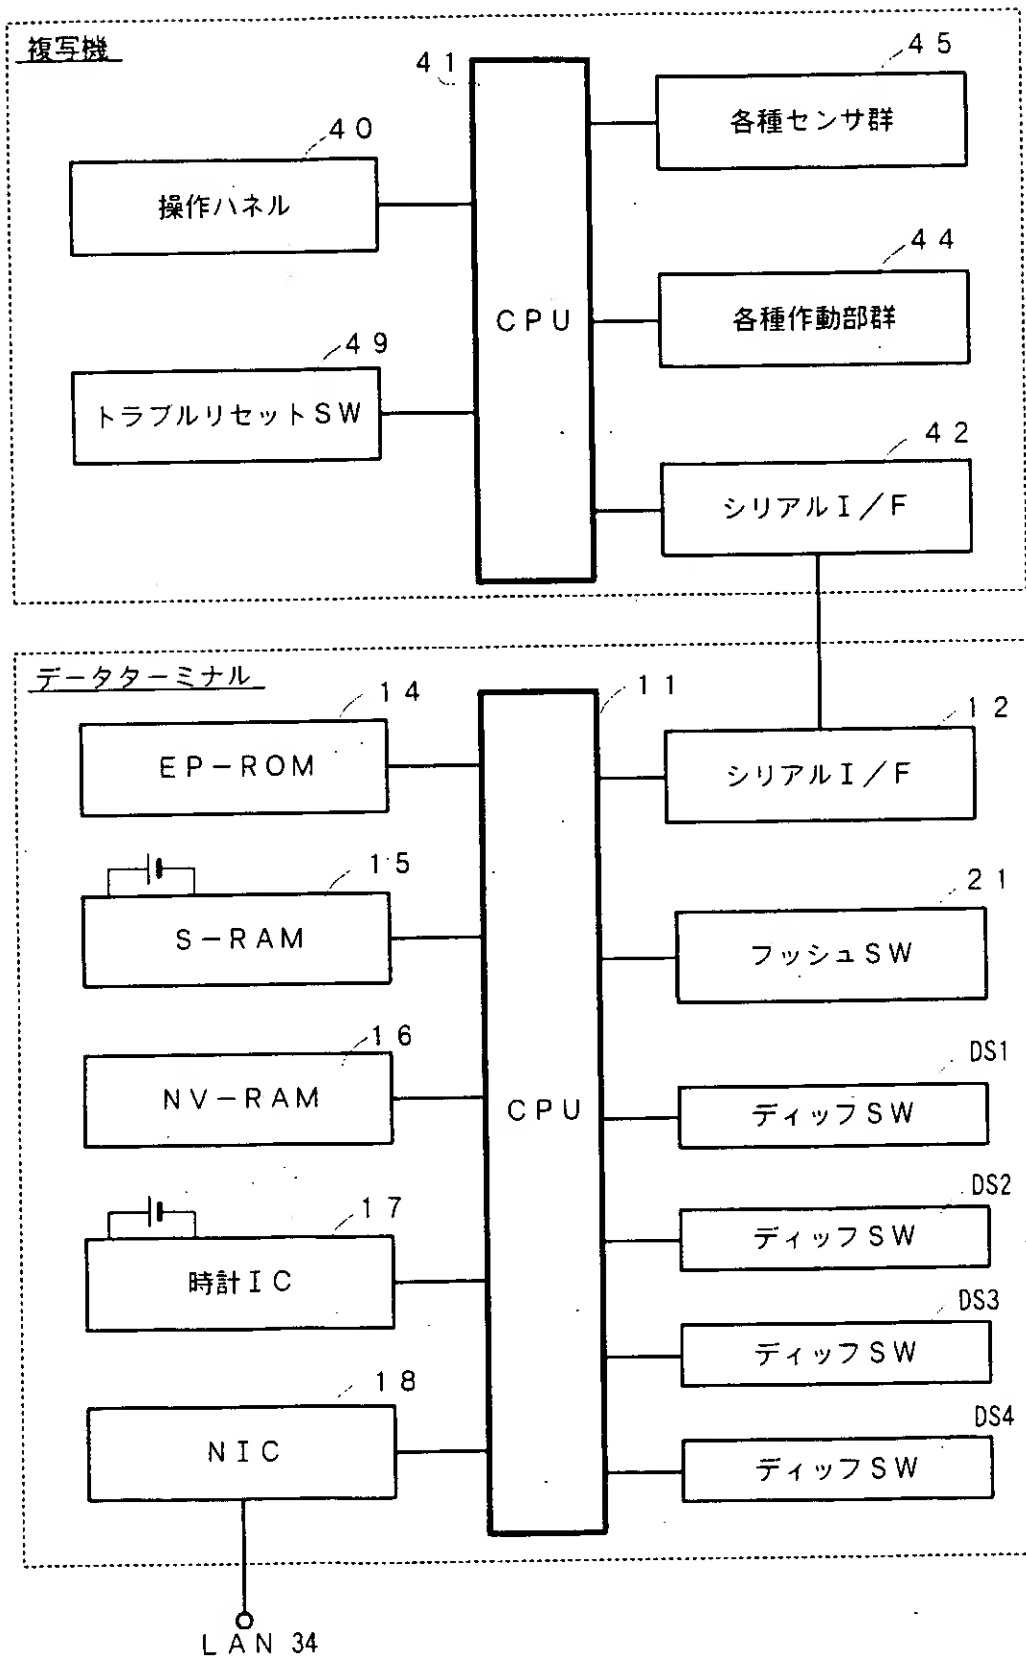 複写機
41
45
各種センサ群
40
操作ハネル
44
各種作動部群
CPU
49
トラブルリセットSW
42
シリアルI/F
データターミナル
14
EP-ROM
11
12
シリアルI/F
15
S-RAM
21
フッシュSW
16
NV-RAM
CPU
DS1
ディッフSW
17
時計IC
DS2
ディッフSW
DS3
ディッフSW
18
NIC
DS4
ディッフSW
LAN 34